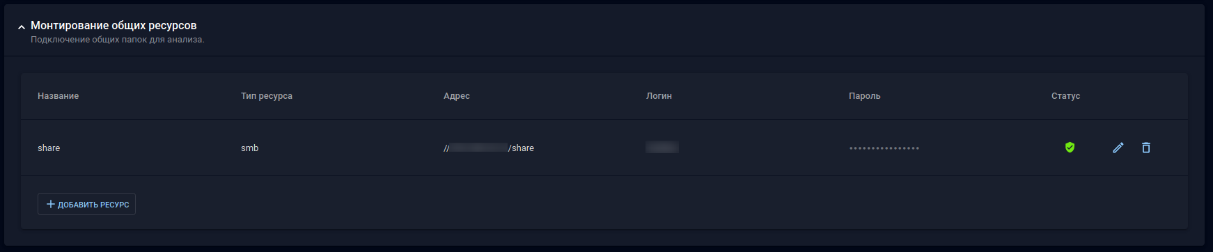 Монтирование общих ресурсов
Подключение общих папок для анализа.
Название Тип ресурса Адрес Логин Пароль Статус
share smb // /share ••••••••••••••••
+ ДОБАВИТЬ РЕСУРС